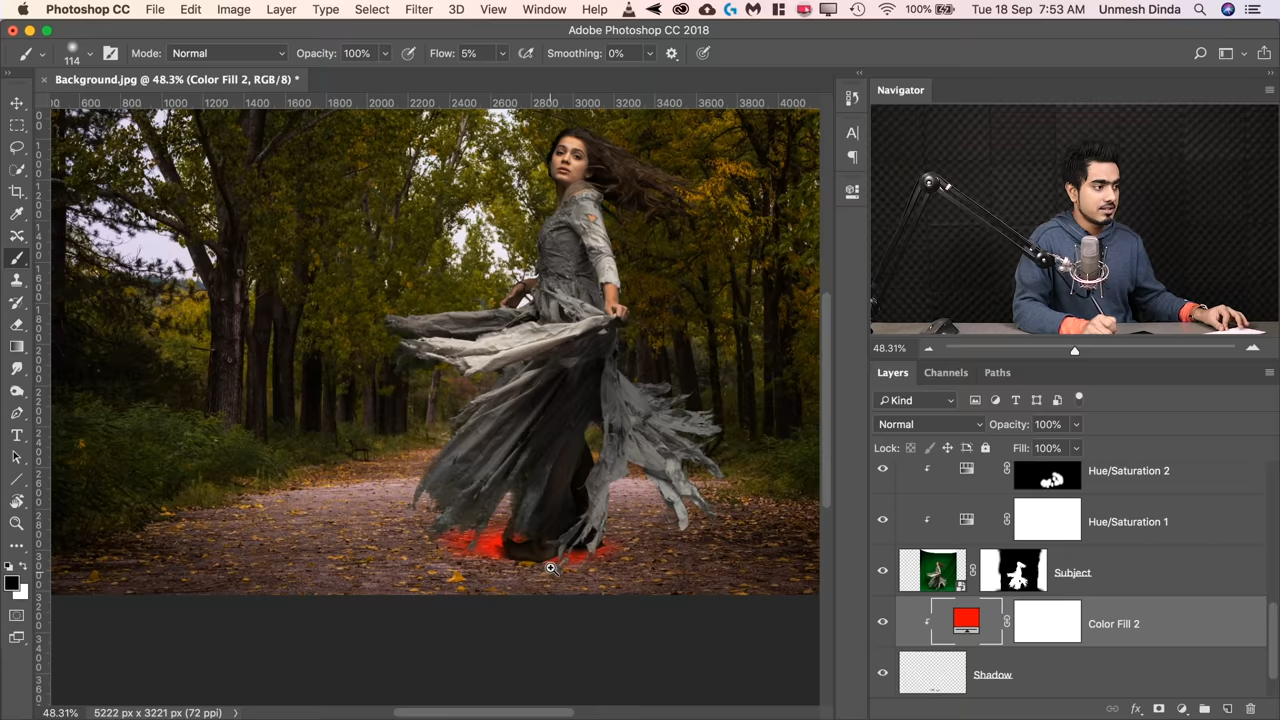 Photoshop CC File Edit Image Layer Type Select Filter 3D View Window Help 100% Tue 18 Sep 7:53 AM Unmesh Dinda
Photoshop CC 2018
114 Mode: Normal Opacity: 100% Flow: 5% Smoothing: 0%
× Background.jpg @ 48.3% (Color Fill 2, RGB/8) *
600 800 1000 1200 1400 1600 1800 2000 2200 2400 2600 2800 3000 3200 3400 3600 3800 4000
Navigator
48.31%
Layers Channels Paths
Kind
Normal Opacity: 100%
Lock: Fill: 100%
Hue/Saturation 2
Hue/Saturation 1
Subject
Color Fill 2
Shadow
48.31% 5222 px x 3221 px (72 ppi) >